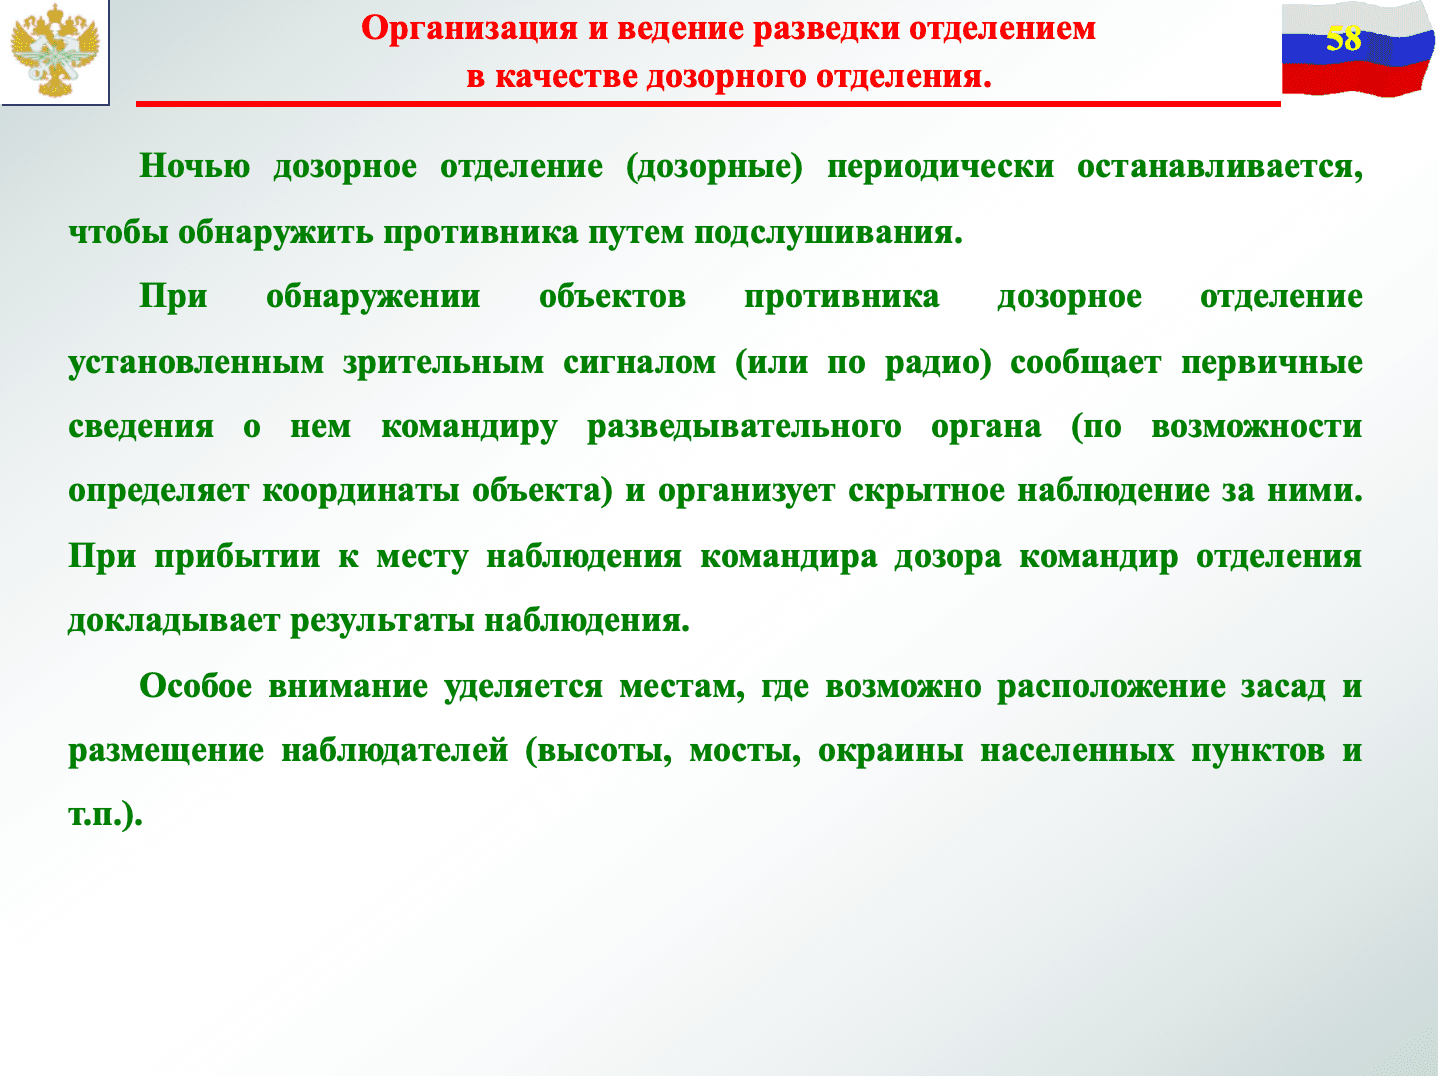 Организация и ведение разведки отделением
в качестве дозорного отделения.
58
Ночью дозорное отделение (дозорные) периодически останавливается,
чтобы обнаружить противника путем подслушивания.
При обнаружении объектов противника дозорное отделение
установленным зрительным сигналом (или по радио) сообщает первичные
сведения о нем командиру разведывательного органа (по возможности
определяет координаты объекта) и организует скрытное наблюдение за ними.
При прибытии к месту наблюдения командира дозора командир отделения
докладывает результаты наблюдения.
Особое внимание уделяется местам, где возможно расположение засад и
размещение наблюдателей (высоты, мосты, окраины населенных пунктов и
т.п.).